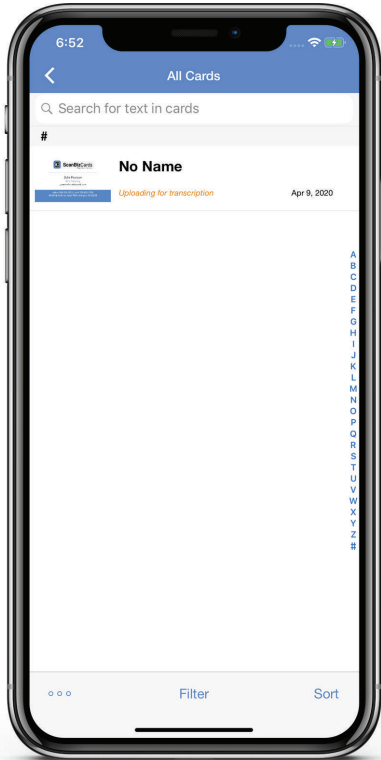 6:52
All Cards
Search for text in cards
#
ScanBizCards
No Name
Uploading for transcription
Apr 9, 2020
A
B
C
D
E
F
G
H
I
J
K
L
M
N
O
P
Q
R
S
T
U
V
W
X
Y
Z
#
Filter
Sort